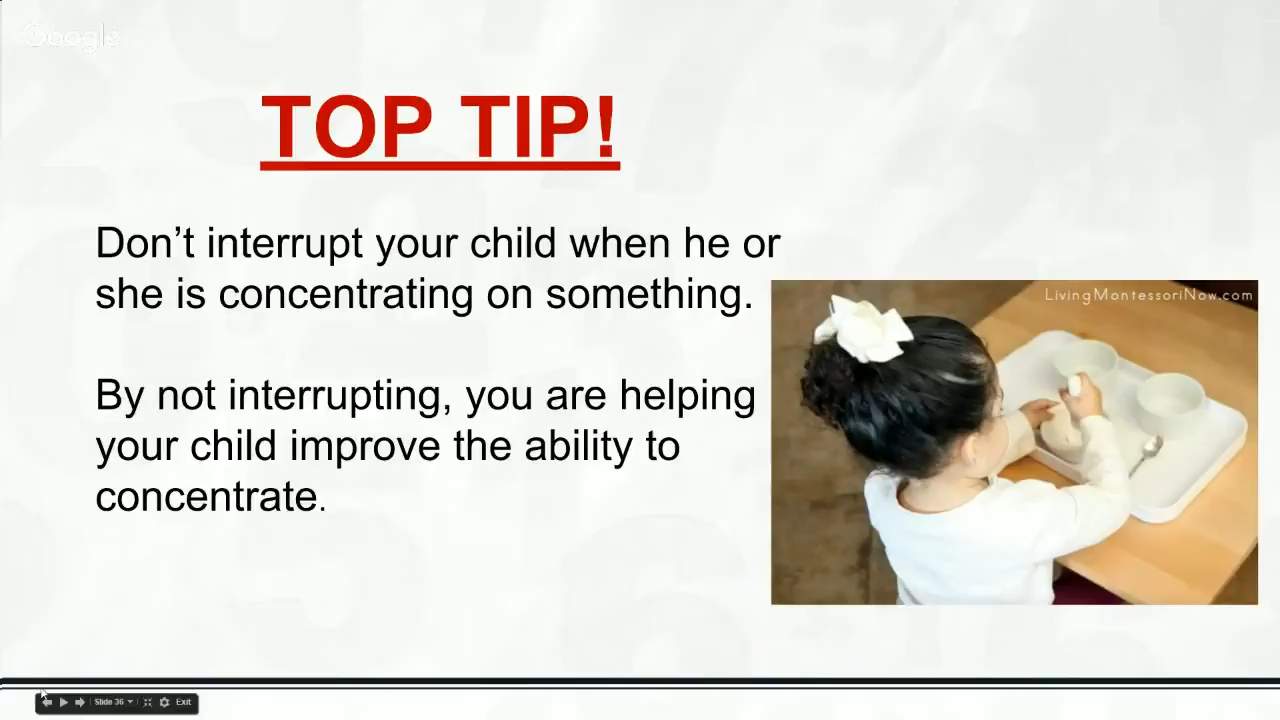 Google
TOP TIP!
Don't interrupt your child when he or
she is concentrating on something.
By not interrupting, you are helping
your child improve the ability to
concentrate.
LivingMontessoriNow.com
Slide 36
Exit